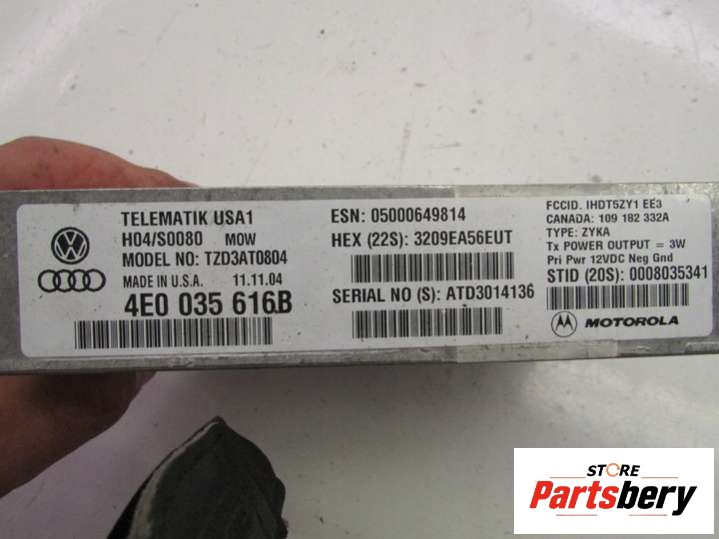 TELEMATIK USA1
H04/S0080 MOW
MODEL NO: TZD3AT0804
MADE IN U.S.A. 11.11.04
4E0 035 616.B
ESN: 05000649814
HEX (22S): 3209EA56EUT
SERIAL NO (S): ATD3014136
FCCID. IHDT5ZY1 EE3
CANADA: 109 182 332A
TYPE: ZYKA
Tx POWER OUTPUT = 3W
Pri Pwr 12VDC Neg Gnd
STID (20S): 0008035341
MOTOROLA
STORE
Partsbery